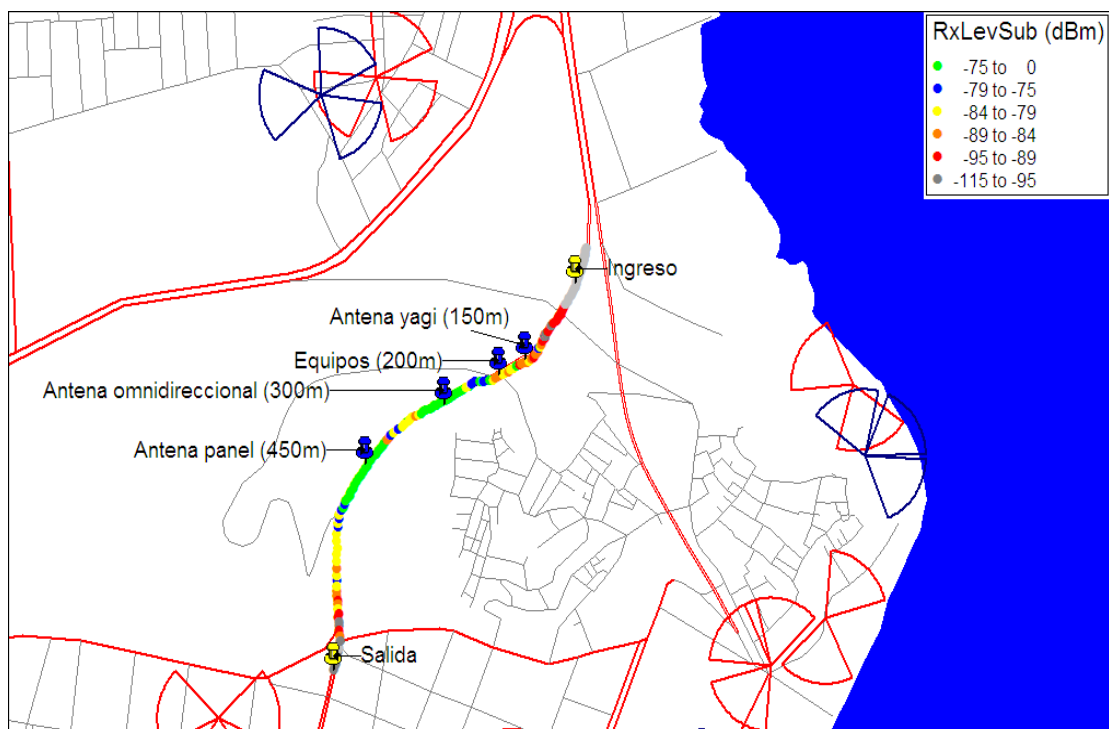 RxLevSub (dBm)
-75 to 0
-79 to -75
-84 to -79
-89 to -84
-95 to -89
-115 to -95
Ingreso
Antena yagi (150m)
Equipos (200m)
Antena omnidireccional (300m)
Antena panel (450m)
Salida